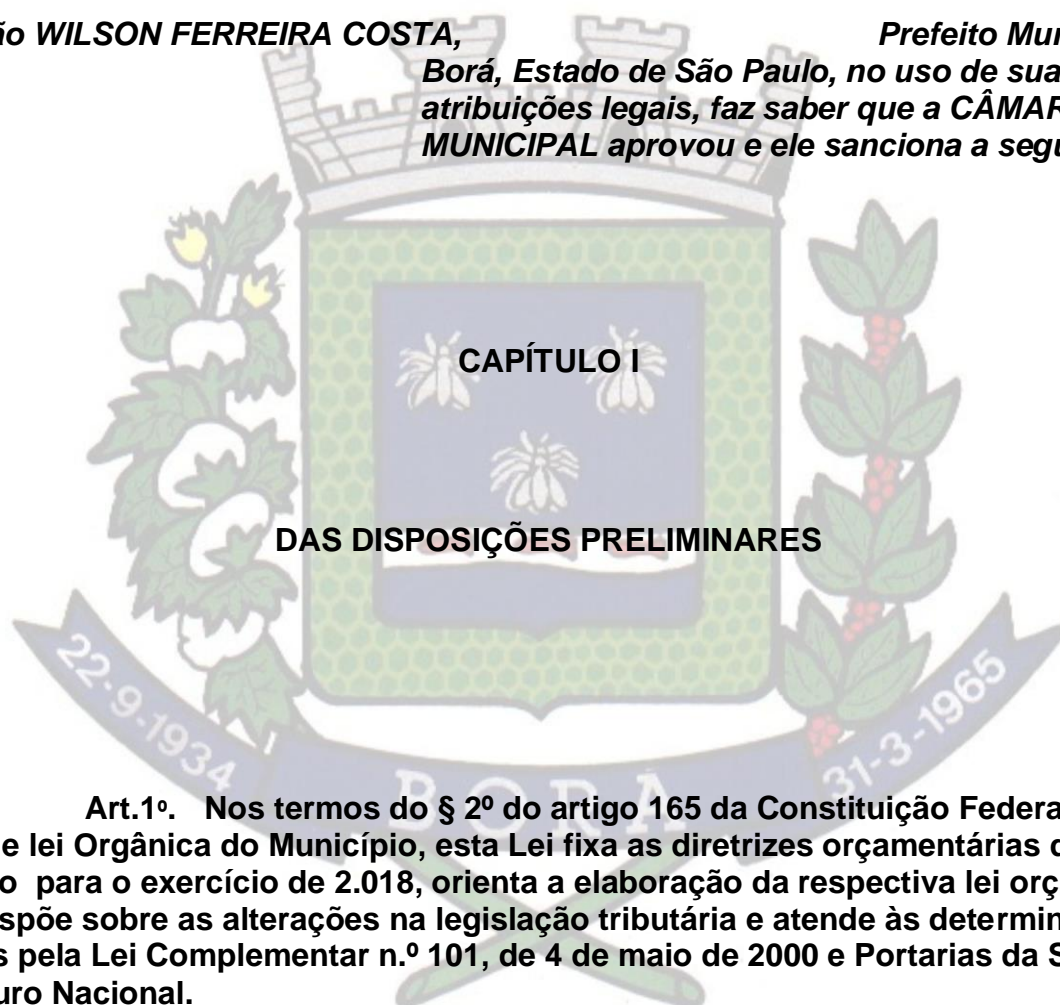 ão WILSON FERREIRA COSTA, Prefeito Mun
Borá, Estado de São Paulo, no uso de sua
atribuições legais, faz saber que a CÂMAR
MUNICIPAL aprovou e ele sanciona a segu
CAPÍTULO I
DAS DISPOSIÇÕES PRELIMINARES
22-9-1934
BORÁ
31-3-1965
Art.1º. Nos termos do § 2º do artigo 165 da Constituição Federa
e lei Orgânica do Município, esta Lei fixa as diretrizes orçamentárias d
o para o exercício de 2.018, orienta a elaboração da respectiva lei orç
spõe sobre as alterações na legislação tributária e atende às determin
s pela Lei Complementar n.º 101, de 4 de maio de 2000 e Portarias da S
uro Nacional.